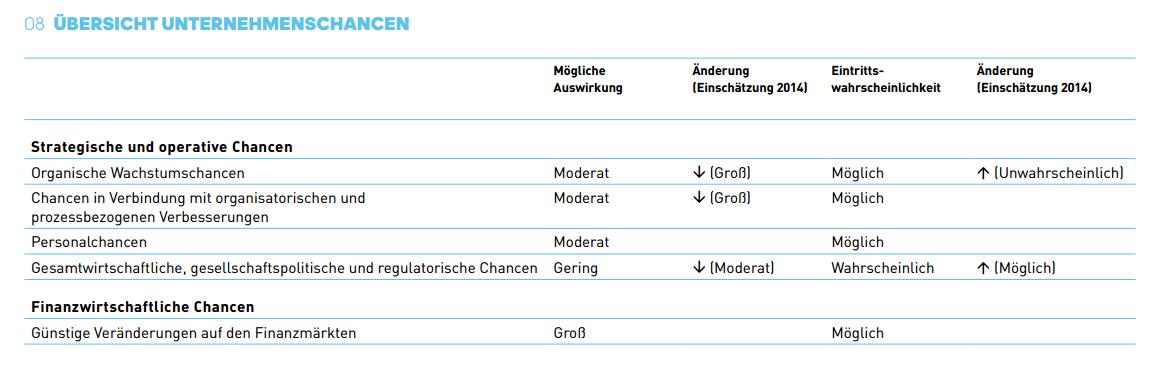 08 ÜBERSICHT UNTERNEHMENSCHANCEN
Mögliche Auswirkung Änderung (Einschätzung 2014) Eintritts-wahrscheinlichkeit Änderung (Einschätzung 2014)
Strategische und operative Chancen
Organische Wachstumschancen Moderat ↓ (Groß) Möglich ↑ (Unwahrscheinlich)
Chancen in Verbindung mit organisatorischen und Moderat ↓ (Groß) Möglich
prozessbezogenen Verbesserungen
Personalchancen Moderat Möglich
Gesamtwirtschaftliche, gesellschaftspolitische und regulatorische Chancen Gering ↓ (Moderat) Wahrscheinlich ↑ (Möglich)
Finanzwirtschaftliche Chancen
Günstige Veränderungen auf den Finanzmärkten Groß Möglich